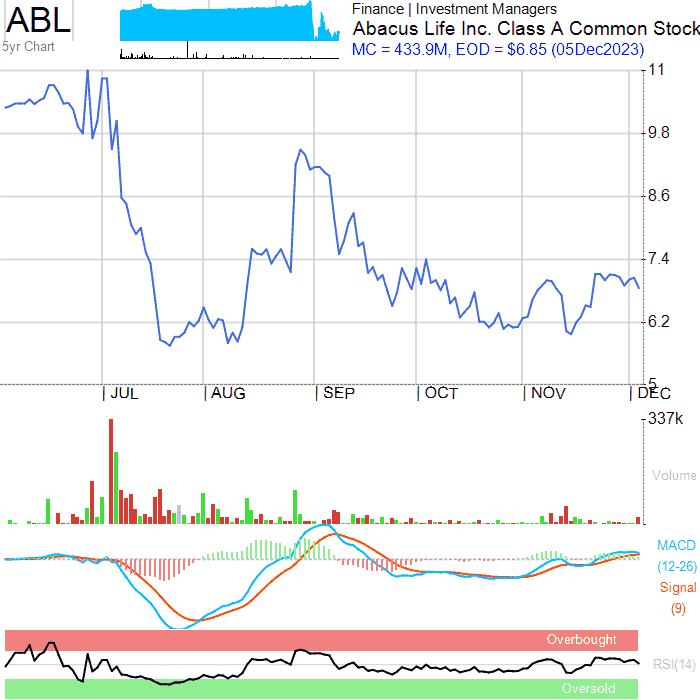 ABL
5yr Chart
Finance | Investment Managers
Abacus Life Inc. Class A Common Stock
MC = 433.9M, EOD = $6.85 (05Dec2023)
11
9.8
8.6
7.4
6.2
5
| JUL | AUG | SEP | OCT | NOV | DEC
337k
Volume
MACD
(12-26)
Signal
(9)
Overbought
RSI(14)
Oversold